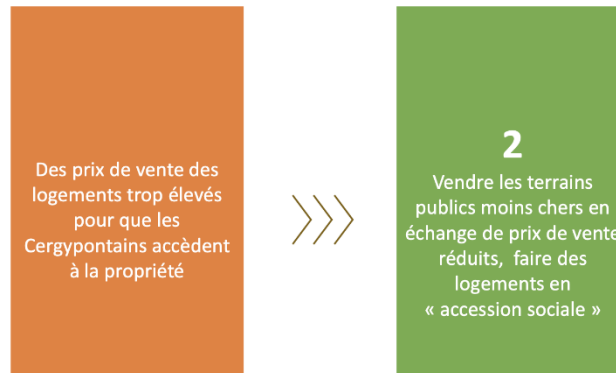 Des prix de vente des
logements trop élevés
pour que les
Cergypontains accèdent
à la propriété
2
Vendre les terrains
publics moins chers en
échange de prix de vente
réduits, faire des
logements en
« accession sociale »